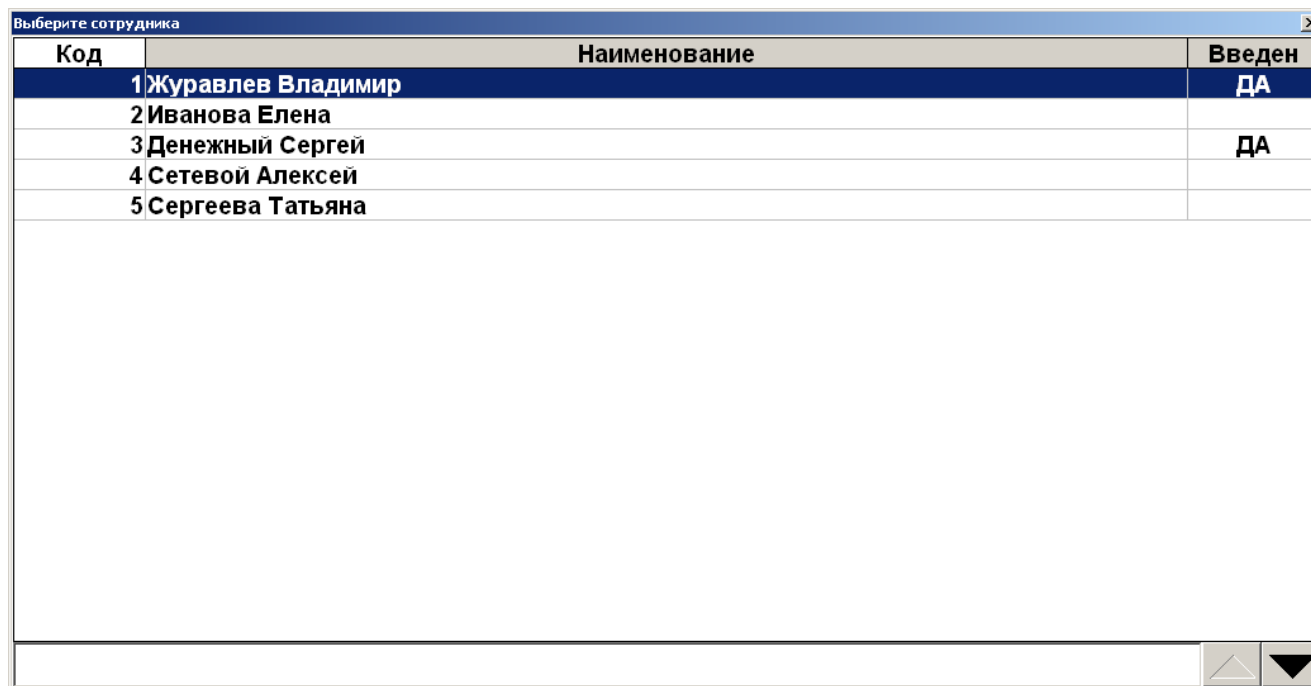 Выберите сотрудника
Код Наименование Введен
1 Журавлев Владимир ДА
2 Иванова Елена
3 Денежный Сергей ДА
4 Сетевой Алексей
5 Сергеева Татьяна